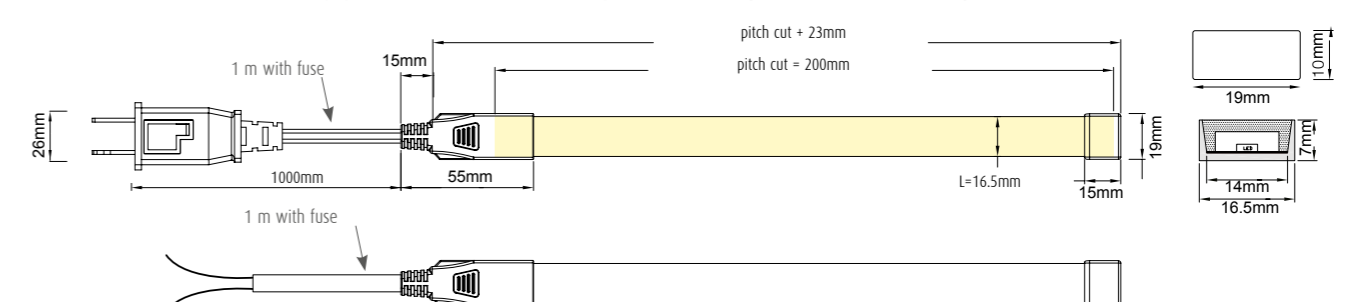 pitch cut + 23mm
15mm
pitch cut = 200mm
1 m with fuse
10mm
19mm
26mm
19mm
LED
7mm
1000mm
55mm
L=16.5mm
15mm
14mm
16.5mm
1 m with fuse